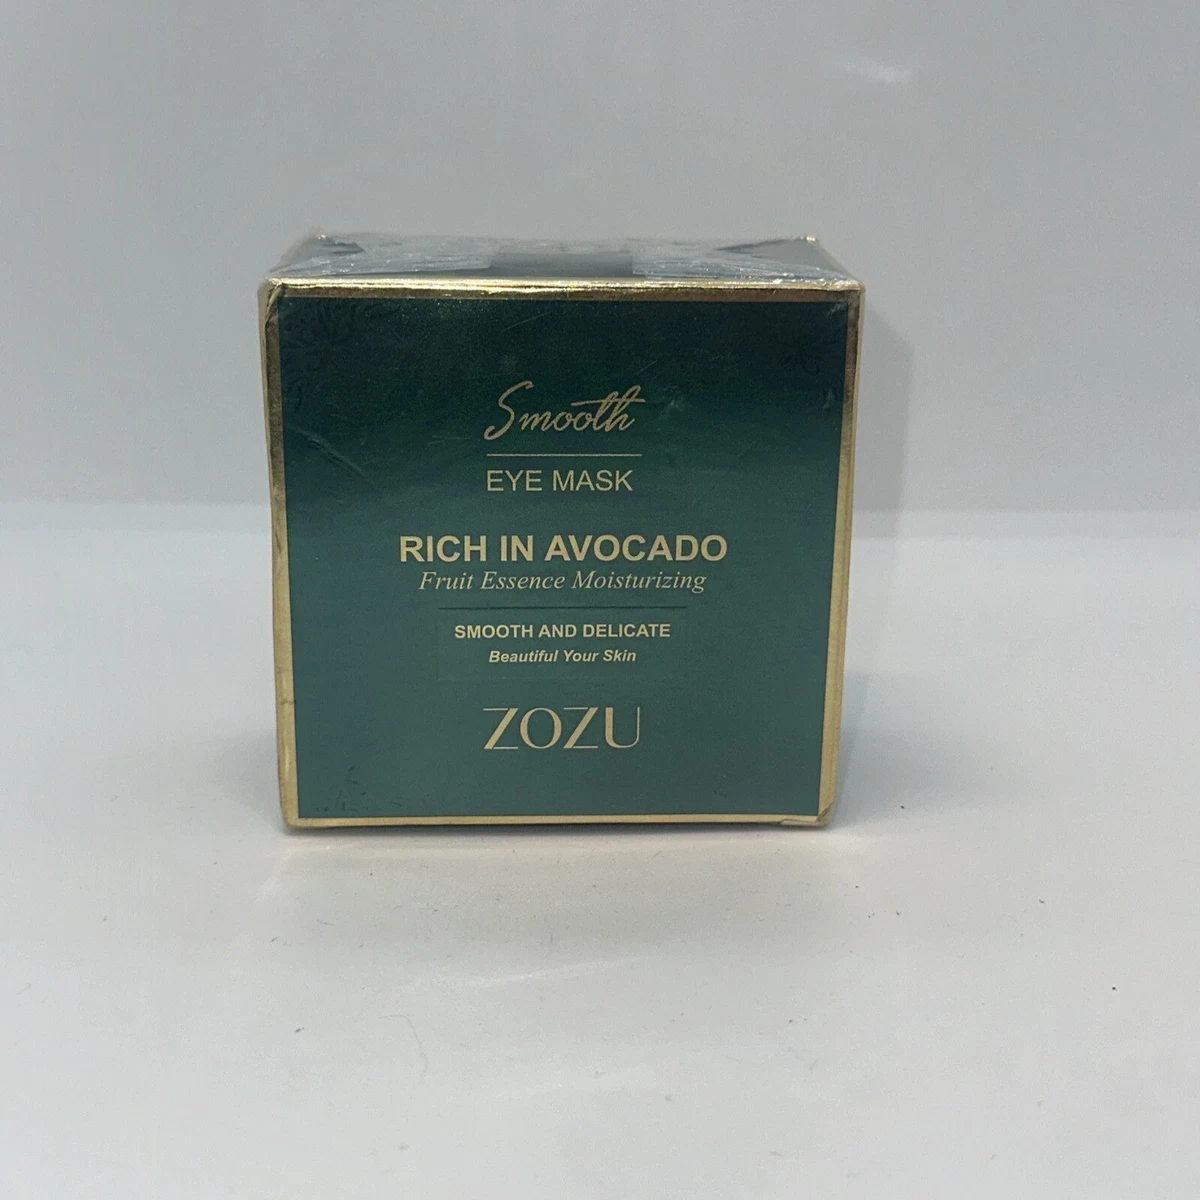 Smooth
EYE MASK
RICH IN AVOCADO
Fruit Essence Moisturizing
SMOOTH AND DELICATE
Beautiful Your Skin
ZOZU